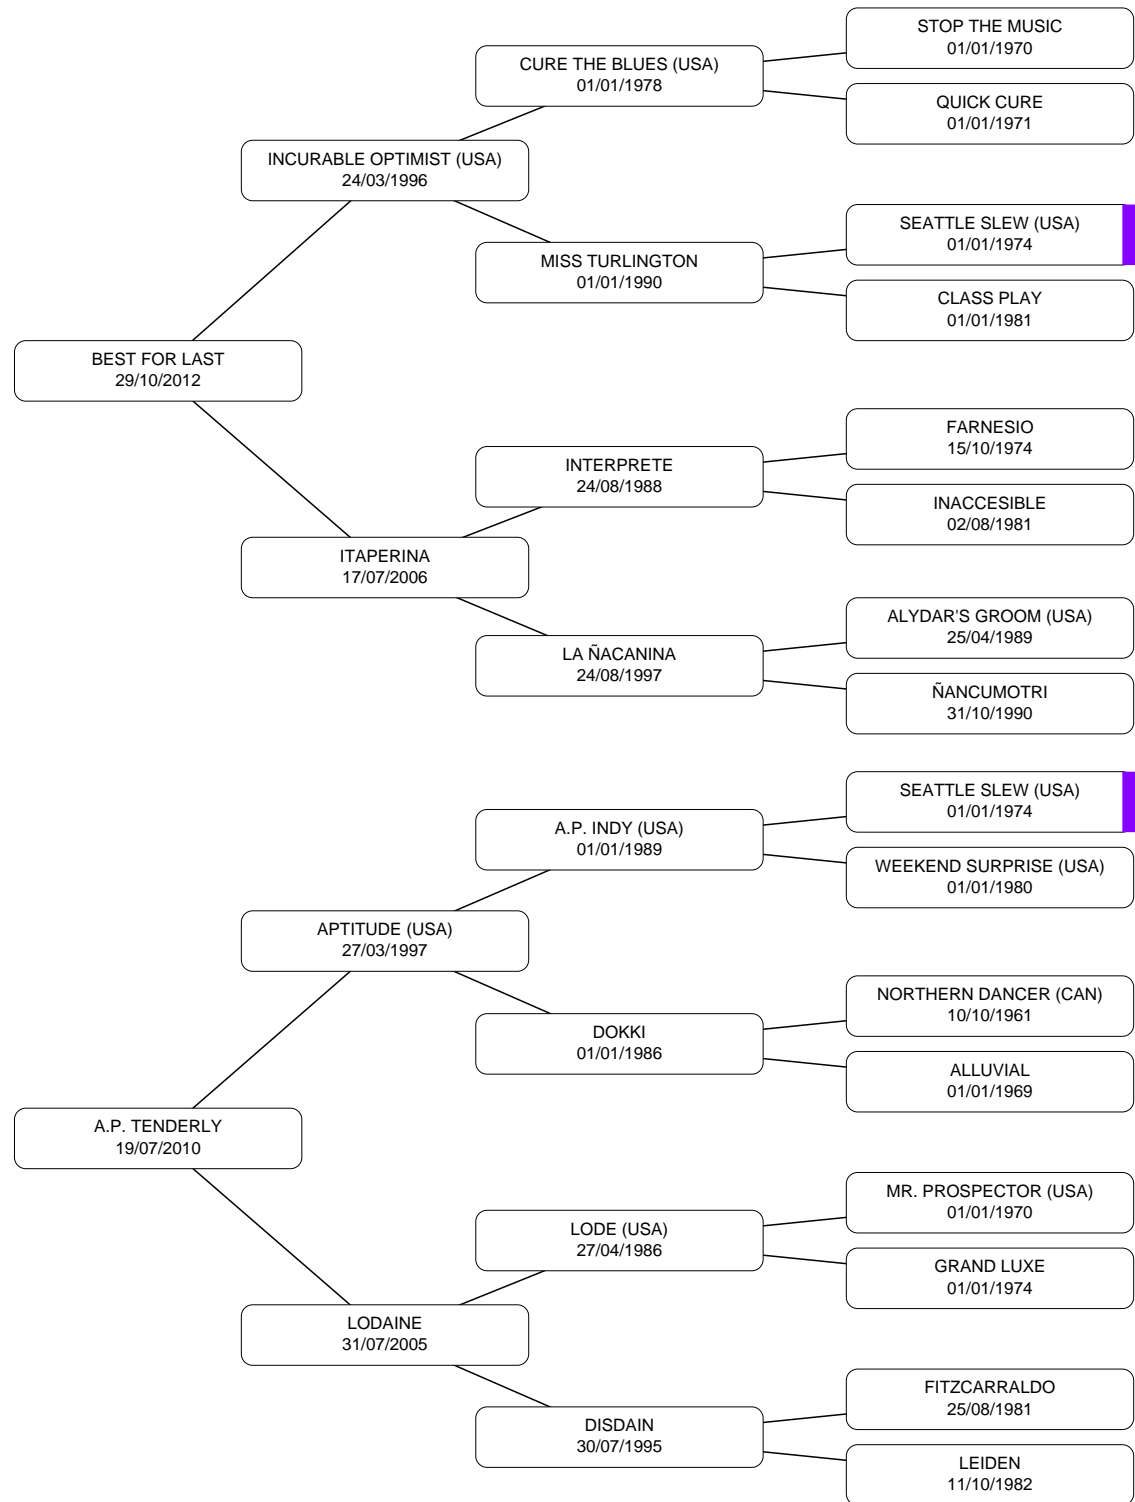 STOP THE MUSIC
01/01/1970
CURE THE BLUES (USA)
01/01/1978
QUICK CURE
01/01/1971
INCURABLE OPTIMIST (USA)
24/03/1996
SEATTLE SLEW (USA)
01/01/1974
MISS TURLINGTON
01/01/1990
CLASS PLAY
01/01/1981
BEST FOR LAST
29/10/2012
FARNESIO
15/10/1974
INTERPRETE
24/08/1988
INACCESIBLE
02/08/1981
ITAPERINA
17/07/2006
ALYDAR'S GROOM (USA)
25/04/1989
LA ÑACANINA
24/08/1997
ÑANCUMOTRI
31/10/1990
SEATTLE SLEW (USA)
01/01/1974
A.P. INDY (USA)
01/01/1989
WEEKEND SURPRISE (USA)
01/01/1980
APTITUDE (USA)
27/03/1997
NORTHERN DANCER (CAN)
10/10/1961
DOKKI
01/01/1986
ALLUVIAL
01/01/1969
A.P. TENDERLY
19/07/2010
MR. PROSPECTOR (USA)
01/01/1970
LODE (USA)
27/04/1986
GRAND LUXE
01/01/1974
LODAINE
31/07/2005
FITZCARRALDO
25/08/1981
DISDAIN
30/07/1995
LEIDEN
11/10/1982